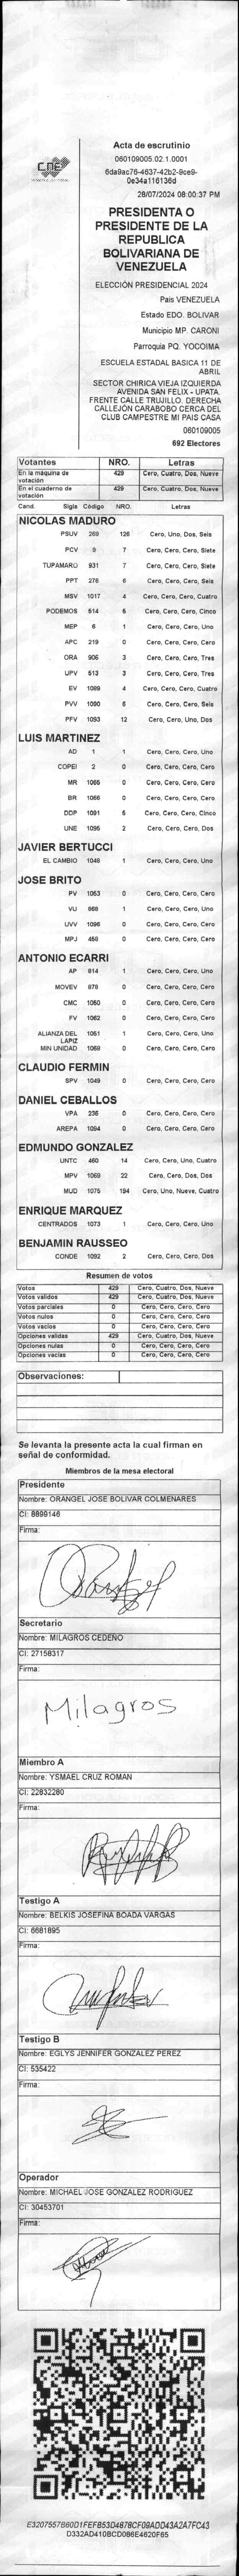 CNE
Acta de escrutinio
060109005.02.1.0001
6da9ac76-4637-42b2-9ce9-
0e34a116136d
28/07/2024 08:00:37 PM
PRESIDENTA O
PRESIDENTE DE LA
REPUBLICA
BOLIVARIANA DE
VENEZUELA
ELECCIÓN PRESIDENCIAL 2024
País VENEZUELA
Estado EDO. BOLIVAR
Municipio MP. CARONI
Parroquia PQ. YOCOIMA
ESCUELA ESTADAL BASICA 11 DE
ABRIL
SECTOR CHIRICA VIEJA IZQUIERDA
AVENIDA SAN FELIX - UPATA.
FRENTE CALLE TRUJILLO. DERECHA
CALLEJÓN CARABOBO CERCA DEL
CLUB CAMPESTRE MI PAIS CASA
060109005
692 Electores
Votantes NRO. Letras
En la máquina de votación 429 Cero, Cuatro, Dos, Nueve
En el cuaderno de votación 429 Cero, Cuatro, Dos, Nueve
Cand. Sigla Código NRO. Letras
NICOLAS MADURO
PSUV 269 126 Cero, Uno, Dos, Seis
PCV 9 7 Cero, Cero, Cero, Siete
TUPAMARO 931 7 Cero, Cero, Cero, Siete
PPT 276 6 Cero, Cero, Cero, Seis
MSV 1017 4 Cero, Cero, Cero, Cuatro
PODEMOS 514 5 Cero, Cero, Cero, Cinco
MEP 6 1 Cero, Cero, Cero, Uno
APC 219 0 Cero, Cero, Cero, Cero
ORA 906 3 Cero, Cero, Cero, Tres
UPV 513 3 Cero, Cero, Cero, Tres
EV 1089 4 Cero, Cero, Cero, Cuatro
PVV 1090 6 Cero, Cero, Cero, Seis
PFV 1093 12 Cero, Cero, Uno, Dos
LUIS MARTINEZ
AD 1 1 Cero, Cero, Cero, Uno
COPEI 2 0 Cero, Cero, Cero, Cero
MR 1065 0 Cero, Cero, Cero, Cero
BR 1066 0 Cero, Cero, Cero, Cero
DDP 1091 5 Cero, Cero, Cero, Cinco
UNE 1095 2 Cero, Cero, Cero, Dos
JAVIER BERTUCCI
EL CAMBIO 1048 1 Cero, Cero, Cero, Uno
JOSE BRITO
PV 1053 0 Cero, Cero, Cero, Cero
VU 868 1 Cero, Cero, Cero, Uno
UVV 1096 0 Cero, Cero, Cero, Cero
MPJ 458 0 Cero, Cero, Cero, Cero
ANTONIO ECARRI
AP 814 1 Cero, Cero, Cero, Uno
MOVEV 878 0 Cero, Cero, Cero, Cero
CMC 1050 0 Cero, Cero, Cero, Cero
FV 1062 0 Cero, Cero, Cero, Cero
ALIANZA DEL LAPIZ 1051 1 Cero, Cero, Cero, Uno
MIN UNIDAD 1068 0 Cero, Cero, Cero, Cero
CLAUDIO FERMIN
SPV 1049 0 Cero, Cero, Cero, Cero
DANIEL CEBALLOS
VPA 236 0 Cero, Cero, Cero, Cero
AREPA 1094 0 Cero, Cero, Cero, Cero
EDMUNDO GONZALEZ
UNTC 460 14 Cero, Cero, Uno, Cuatro
MPV 1069 22 Cero, Cero, Dos, Dos
MUD 1075 194 Cero, Uno, Nueve, Cuatro
ENRIQUE MARQUEZ
CENTRADOS 1073 1 Cero, Cero, Cero, Uno
BENJAMIN RAUSSEO
CONDE 1092 2 Cero, Cero, Cero, Dos
Resumen de votos
Votos 429 Cero, Cuatro, Dos, Nueve
Votos válidos 429 Cero, Cuatro, Dos, Nueve
Votos parciales 0 Cero, Cero, Cero, Cero
Votos nulos 0 Cero, Cero, Cero, Cero
Votos vacios 0 Cero, Cero, Cero, Cero
Opciones validas 429 Cero, Cuatro, Dos, Nueve
Opciones nulas 0 Cero, Cero, Cero, Cero
Opciones vacias 0 Cero, Cero, Cero, Cero
Observaciones:
Se levanta la presente acta la cual firman en
señal de conformidad.
Miembros de la mesa electoral
Presidente
Nombre: ORANGEL JOSE BOLIVAR COLMENARES
CI: 8899146
Firma:
Secretario
Nombre: MILAGROS CEDEÑO
CI: 27158317
Firma:
Milagros
Miembro A
Nombre: YSMAEL CRUZ ROMAN
CI: 22832280
Firma:
Testigo A
Nombre: BELKIS JOSEFINA BOADA VARGAS
CI: 6681895
Firma:
Testigo B
Nombre: EGLYS JENNIFER GONZALEZ PEREZ
CI: 535422
Firma:
Operador
Nombre: MICHAEL JOSE GONZALEZ RODRIGUEZ
CI: 30453701
Firma:
E3207557B60D1FEFB53D4878CF09ADD43A2A7FC43
D332AD410BCD086E4620F65